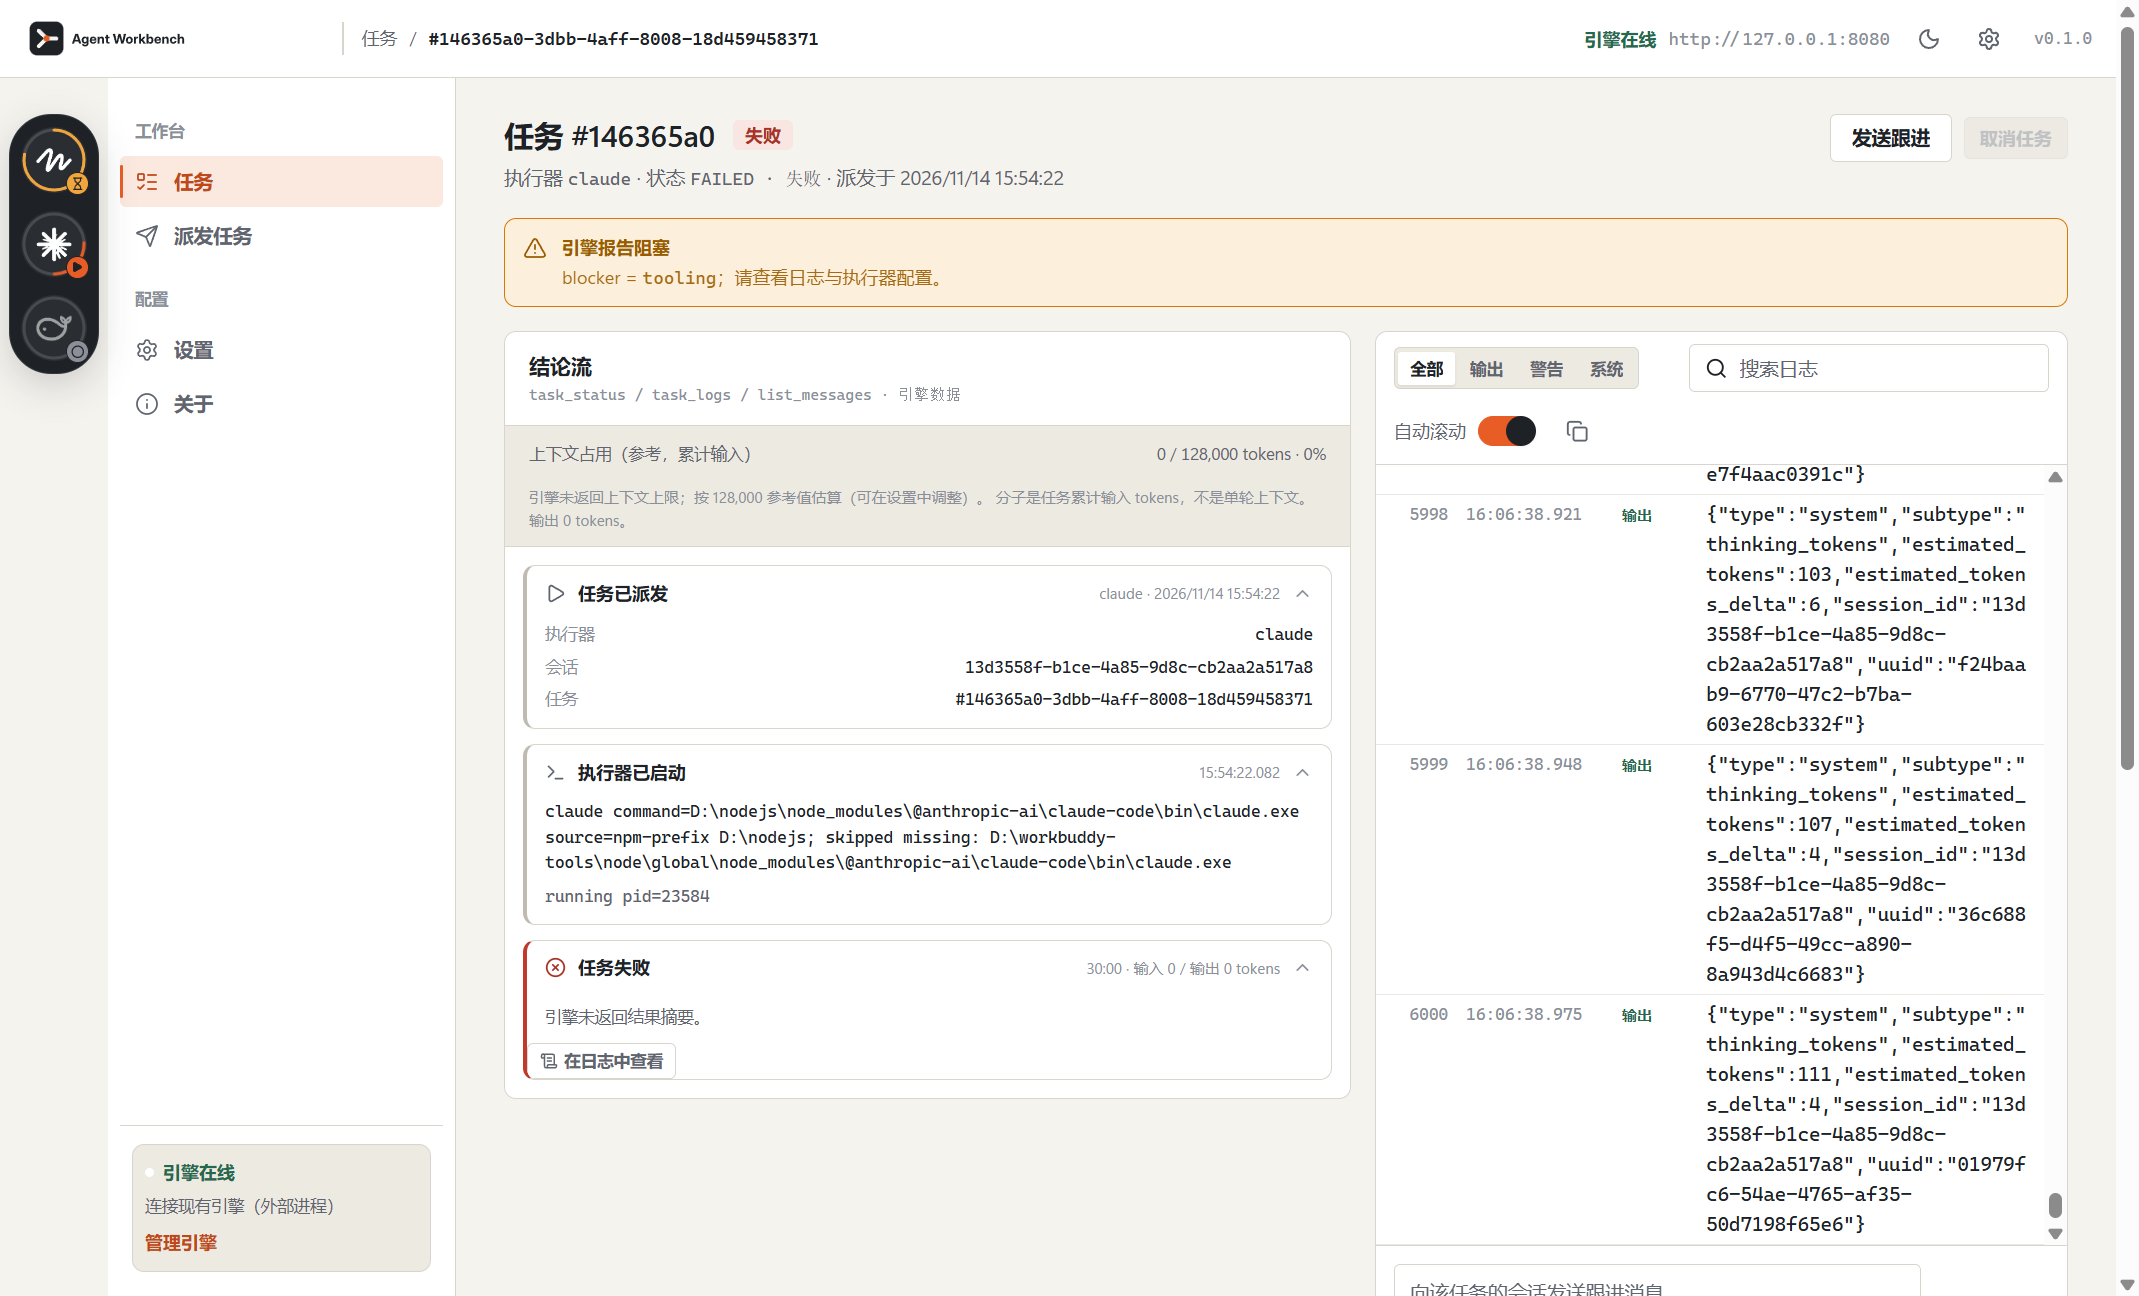 Agent Workbench
任务 / #146365a0-3dbb-4aff-8008-18d459458371
引擎在线 http://127.0.0.1:8080
v0.1.0
工作台
任务
派发任务
配置
设置
关于
引擎在线
连接现有引擎（外部进程）
管理引擎
任务 #146365a0 失败
执行器 claude · 状态 FAILED · 失败 · 派发于 2026/11/14 15:54:22
发送跟进
取消任务
引擎报告阻塞
blocker = tooling；请查看日志与执行器配置。
结论流
task_status / task_logs / list_messages · 引擎数据
上下文占用（参考，累计输入）
0 / 128,000 tokens · 0%
引擎未返回上下文上限；按 128,000 参考值估算（可在设置中调整）。 分子是任务累计输入 tokens，不是单轮上下文。
输出 0 tokens。
任务已派发
claude · 2026/11/14 15:54:22
执行器 claude
会话 13d3558f-b1ce-4a85-9d8c-cb2aa2a517a8
任务 #146365a0-3dbb-4aff-8008-18d459458371
执行器已启动
15:54:22.082
claude command=D:\nodejs\node_modules\@anthropic-ai\claude-code\bin\claude.exe
source=npm-prefix D:\nodejs; skipped missing: D:\workbuddy-
tools\node\global\node_modules\@anthropic-ai\claude-code\bin\claude.exe
running pid=23584
任务失败
30:00 · 输入 0 / 输出 0 tokens
引擎未返回结果摘要。
在日志中查看
全部 输出 警告 系统
搜索日志
自动滚动
e7f4aac0391c"}
5998 16:06:38.921 输出 {"type":"system","subtype":"
thinking_tokens","estimated_
tokens":103,"estimated_token
s_delta":6,"session_id":"13d
3558f-b1ce-4a85-9d8c-
cb2aa2a517a8","uuid":"f24baa
b9-6770-47c2-b7ba-
603e28cb332f"}
5999 16:06:38.948 输出 {"type":"system","subtype":"
thinking_tokens","estimated_
tokens":107,"estimated_token
s_delta":4,"session_id":"13d
3558f-b1ce-4a85-9d8c-
cb2aa2a517a8","uuid":"36c688
f5-d4f5-49cc-a890-
8a943d4c6683"}
6000 16:06:38.975 输出 {"type":"system","subtype":"
thinking_tokens","estimated_
tokens":111,"estimated_token
s_delta":4,"session_id":"13d
3558f-b1ce-4a85-9d8c-
cb2aa2a517a8","uuid":"01979f
c6-54ae-4765-af35-
50d7198f65e6"}
向该任务的会话发送跟进消息